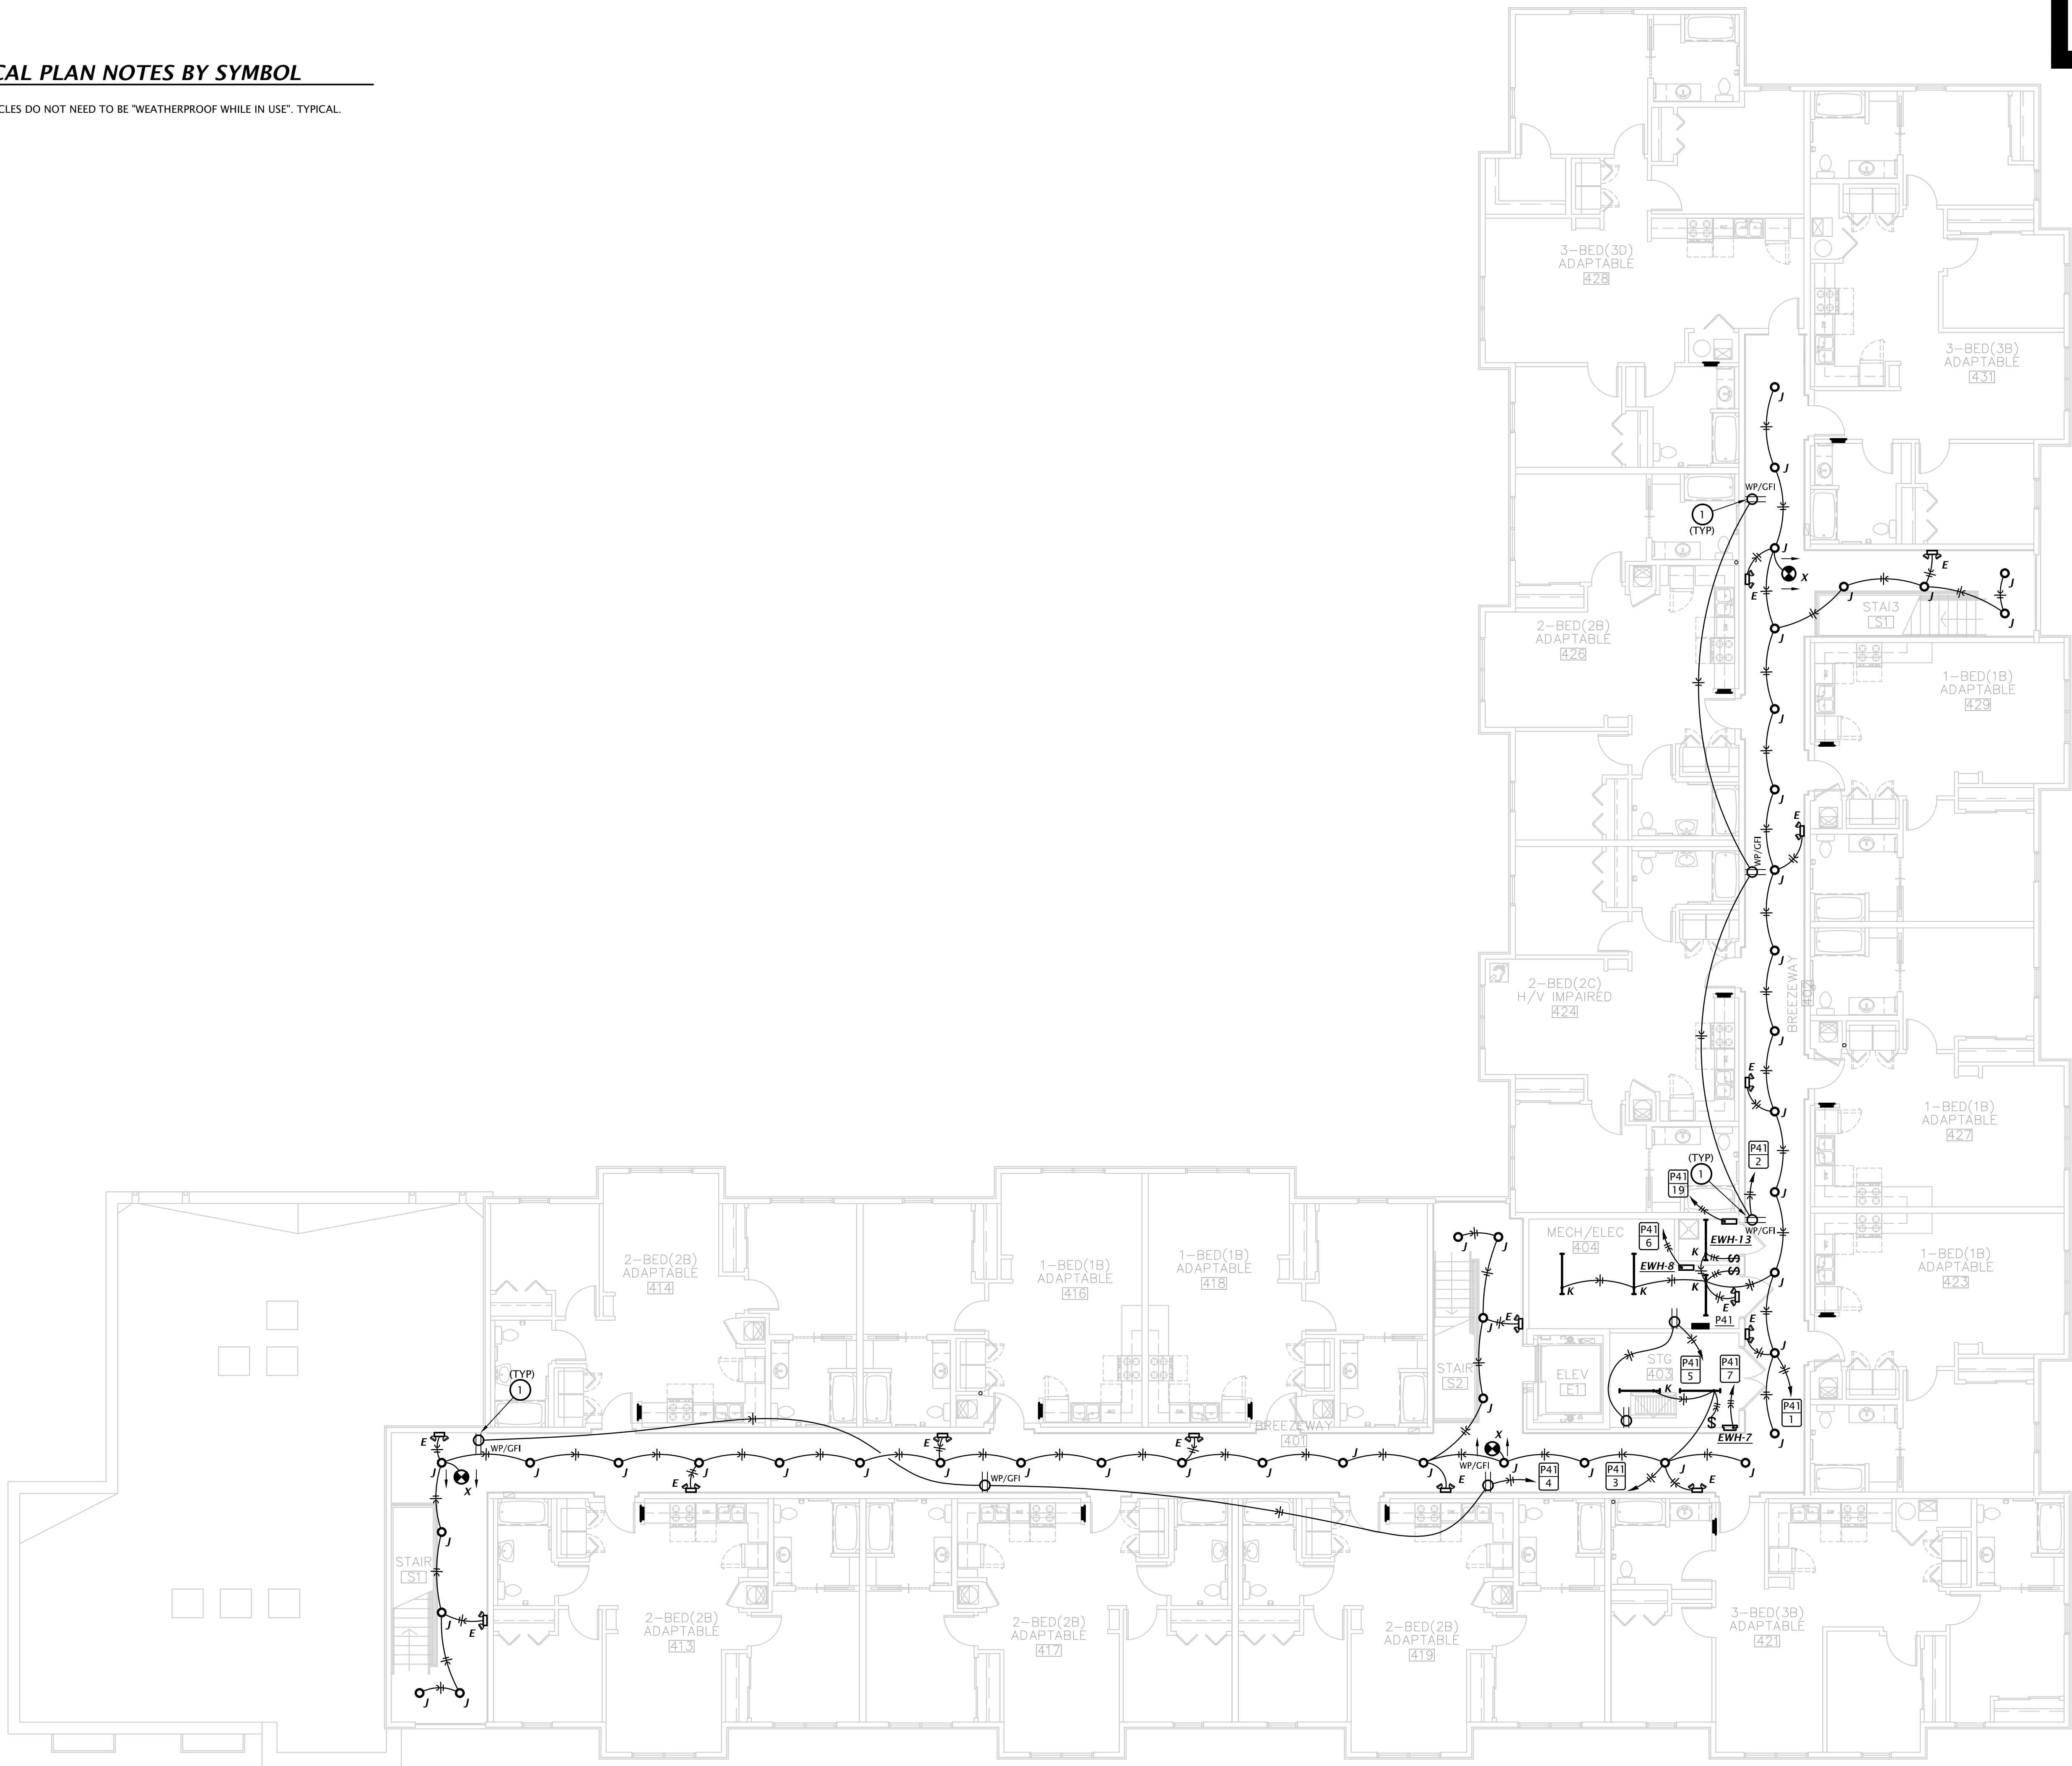 CAL PLAN NOTES BY SYMBOL
CLES DO NOT NEED TO BE "WEATHERPROOF WHILE IN USE". TYPICAL.
3-BED(3D)
ADAPTABLE
428
3-BED(3B)
ADAPTABLE
431
J
J
WP/GFI
1
(TYP)
J
X
E
E
J
J
J
J
STAI3
S1
2-BED(2B)
ADAPTABLE
426
J
1-BED(1B)
ADAPTABLE
429
J
J
E
WP/GFI
J
J
BREEZEWAY
402
2-BED(2C)
H/V IMPAIRED
424
J
E
J
1-BED(1B)
ADAPTABLE
427
P41
2
(TYP)
1
P41
19
J
WP/GFI
MECH/ELEC
404
P41
6
EWH-13
K
$
EWH-8
$
K
K
K
J
E
P41
E
J
1-BED(1B)
ADAPTABLE
423
2-BED(2B)
ADAPTABLE
414
1-BED(1B)
ADAPTABLE
416
1-BED(1B)
ADAPTABLE
418
J
J
J
E
STAIR
S2
J
ELEV
E1
STG
403
P41
5
P41
7
K
$
EWH-7
P41
1
J
(TYP)
1
BREEZEWAY
401
E
WP/GFI
J
X
J
J
E
J
J
J
E
J
J
J
E
J
J
J
J
E
X
WP/GFI
J
J
P41
4
P41
3
J
E
J
WP/GFI
J
STAIR
S1
J
E
J
J
2-BED(2B)
ADAPTABLE
413
2-BED(2B)
ADAPTABLE
417
2-BED(2B)
ADAPTABLE
419
3-BED(3B)
ADAPTABLE
421